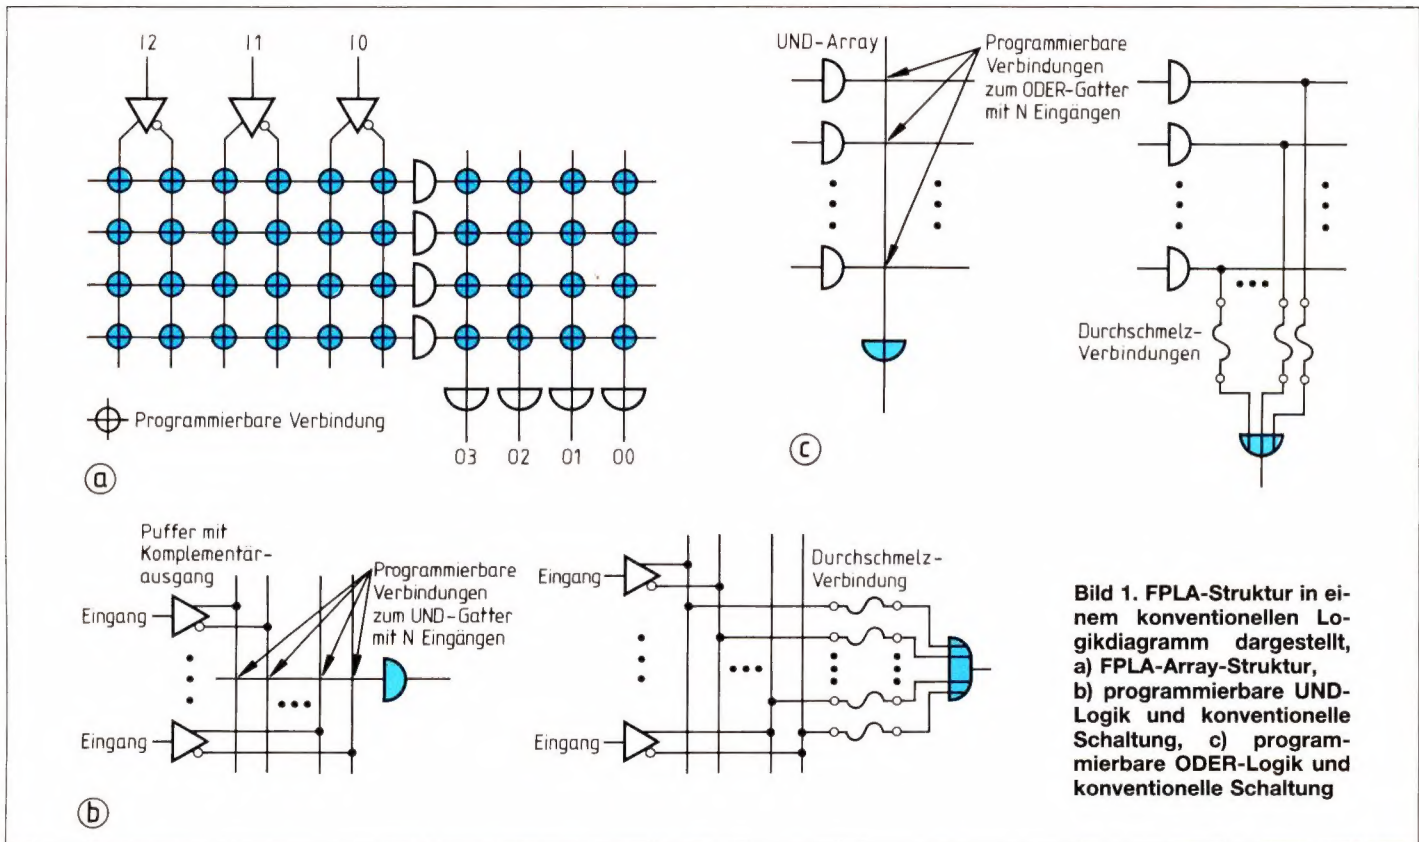 I2 I1 I0
Programmierbare Verbindung
O3 O2 O1 O0
a
UND-Array
Programmierbare
Verbindungen
zum ODER-Gatter
mit N Eingängen
Durchschmelz-
Verbindungen
c
Puffer mit
Komplementär-
ausgang
Eingang
Eingang
Programmierbare
Verbindungen
zum UND-Gatter
mit N Eingängen
Eingang
Eingang
Durchschmelz-
Verbindung
b
Bild 1. FPLA-Struktur in ei-
nem konventionellen Lo-
gikdiagramm dargestellt,
a) FPLA-Array-Struktur,
b) programmierbare UND-
Logik und konventionelle
Schaltung, c) program-
mierbare ODER-Logik und
konventionelle Schaltung